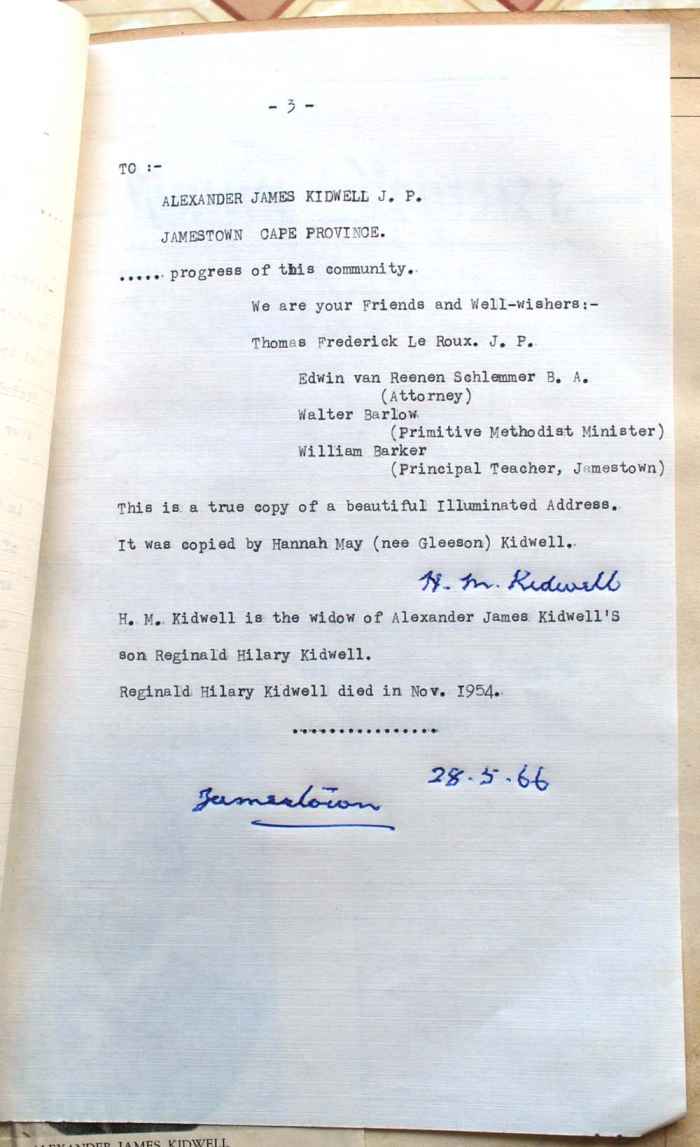 - 3 -
TO :-
ALEXANDER JAMES KIDWELL J. P.
JAMESTOWN CAPE PROVINCE.
..... progress of this community.
We are your Friends and Well-wishers:-
Thomas Frederick Le Roux. J. P.
Edwin van Reenen Schlemmer B. A.
(Attorney)
Walter Barlow
(Primitive Methodist Minister)
William Barker
(Principal Teacher, Jamestown)
This is a true copy of a beautiful Illuminated Address.
It was copied by Hannah May (nee Gleeson) Kidwell.
H. M. Kidwell
H. M. Kidwell is the widow of Alexander James Kidwell'S
son Reginald Hilary Kidwell.
Reginald Hilary Kidwell died in Nov. 1954.
................
28.5.66
Jamestown
ALEXANDER JAMES KIDWELL